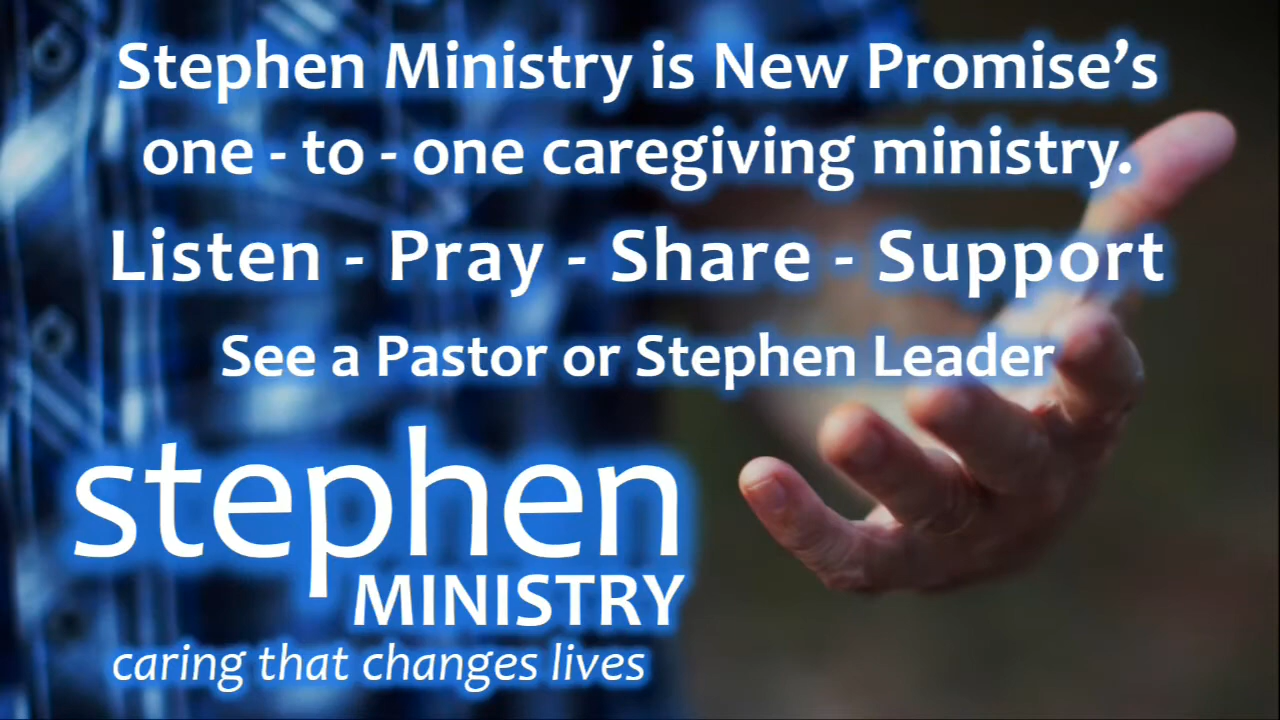 Stephen Ministry is New Promise’s
one - to - one caregiving ministry.
Listen - Pray - Share - Support
See a Pastor or Stephen Leader
stephen
MINISTRY
caring that changes lives